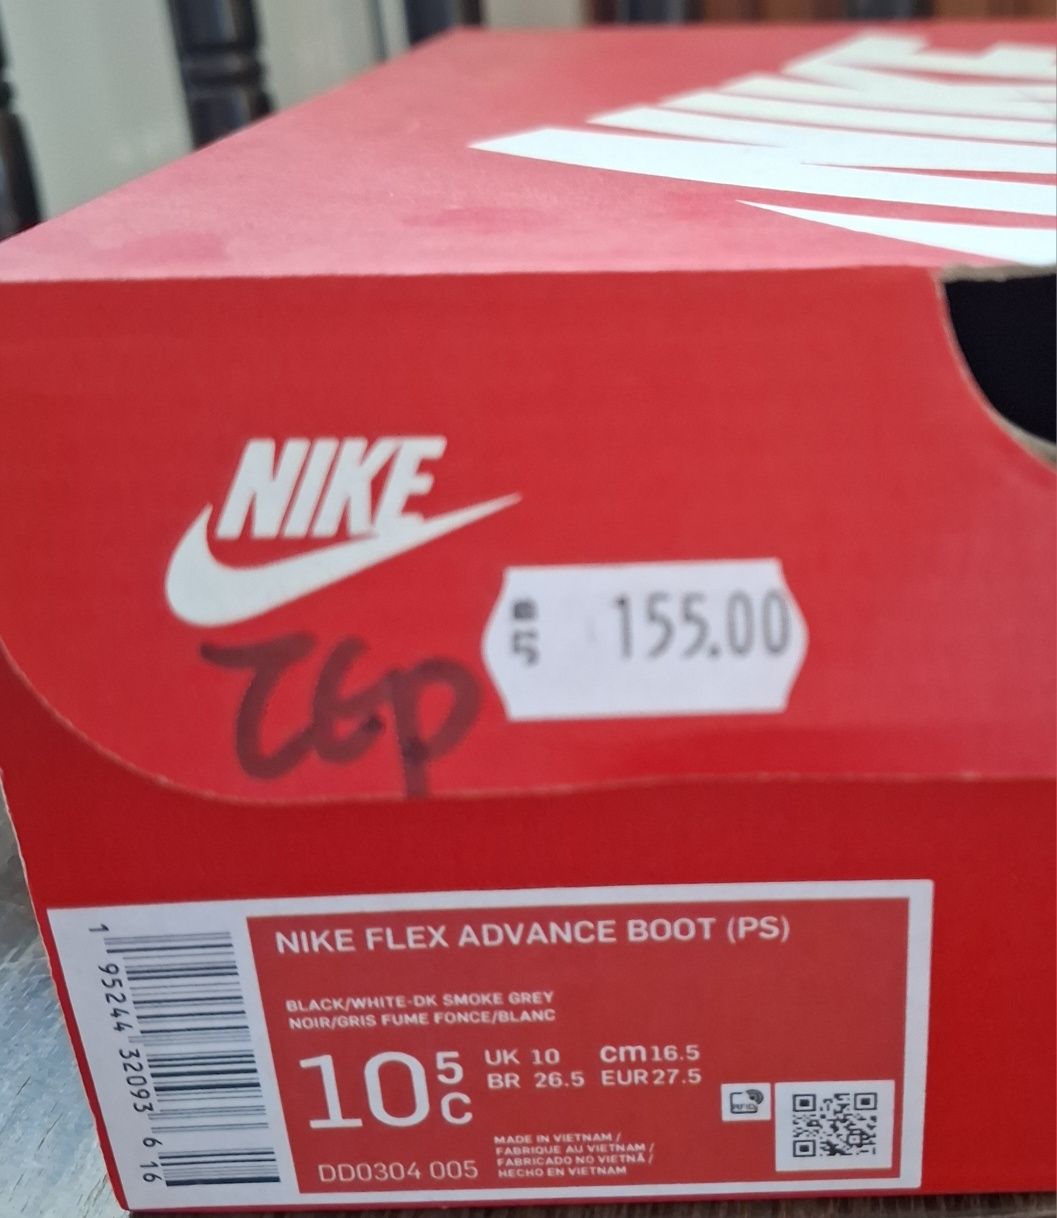 NIKE
NIKE
B 5 155.00
NIKE FLEX ADVANCE BOOT (PS)
BLACK/WHITE-DK SMOKE GREY
NOIR/GRIS FUME FONCE/BLANC
10 5 C
UK 10 cm 16.5
BR 26.5 EUR 27.5
RFID
MADE IN VIETNAM /
FABRIQUE AU VIETNAM /
FABRICADO NO VIETNÃ /
HECHO EN VIETNAM
DD0304 005
1 95244 32093 6 16